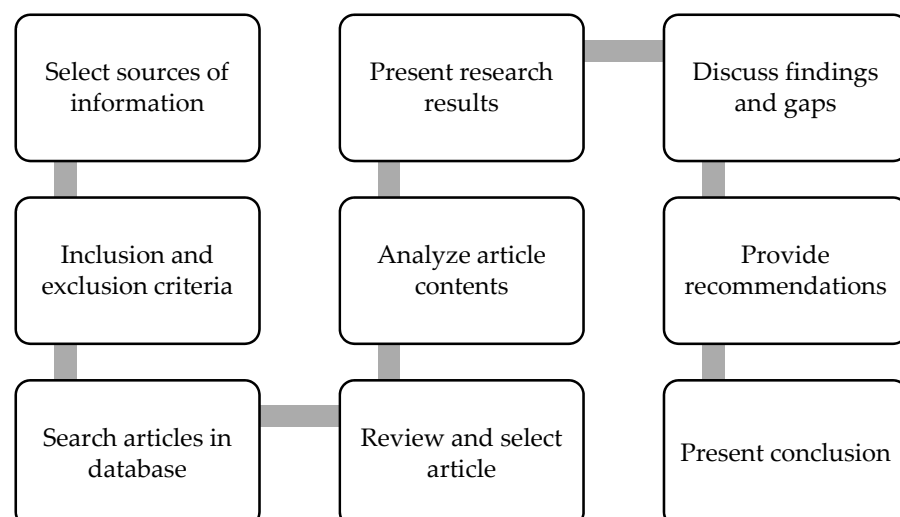 Select sources of
information
Inclusion and
exclusion criteria
Search articles in
database
Review and select
article
Analyze article
contents
Present research
results
Discuss findings
and gaps
Provide
recommendations
Present conclusion